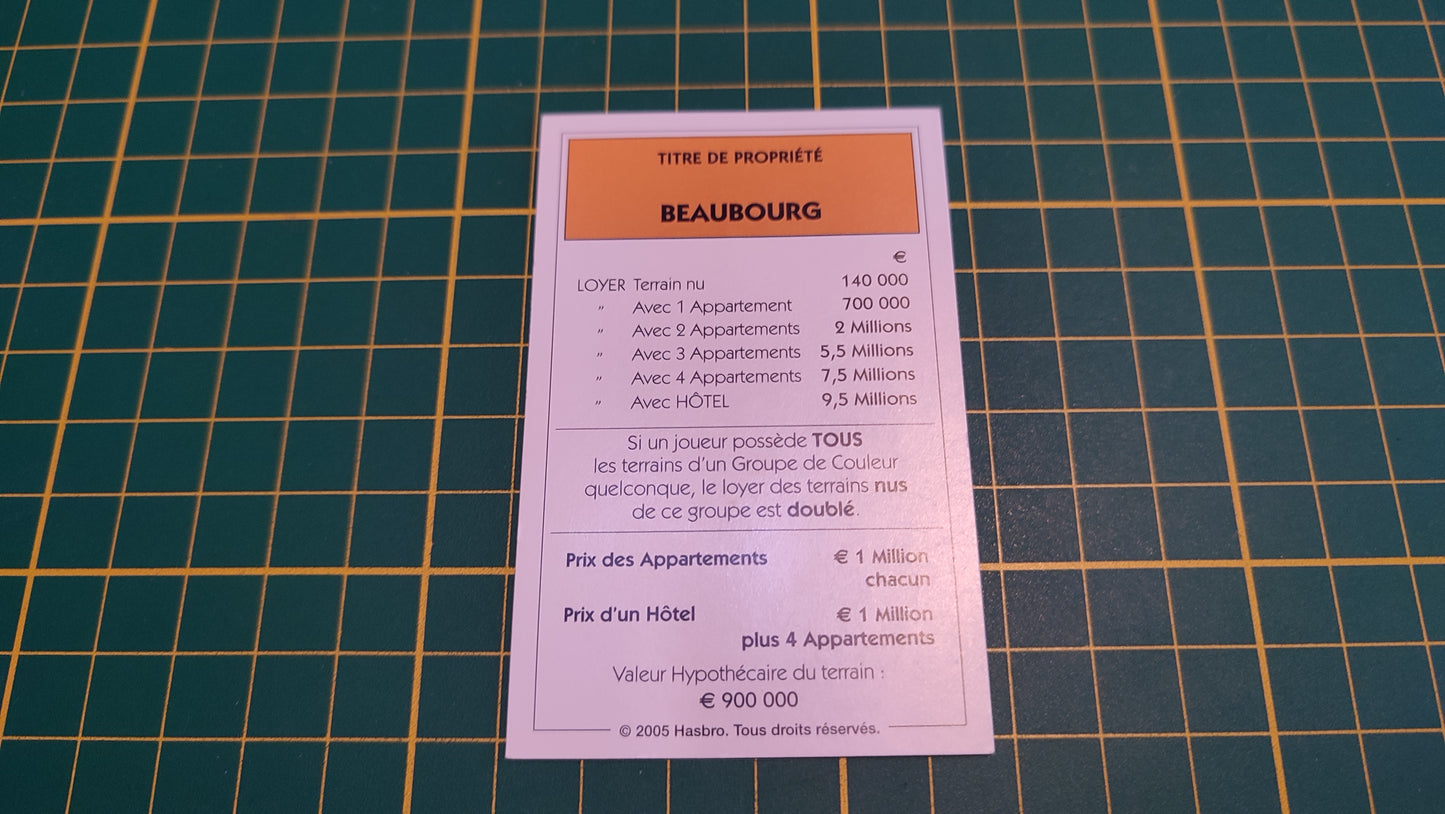 TITRE DE PROPRIÉTÉ
BEAUBOURG
€
LOYER Terrain nu 140 000
" Avec 1 Appartement 700 000
" Avec 2 Appartements 2 Millions
" Avec 3 Appartements 5,5 Millions
" Avec 4 Appartements 7,5 Millions
" Avec HÔTEL 9,5 Millions
Si un joueur possède TOUS
les terrains d'un Groupe de Couleur
quelconque, le loyer des terrains nus
de ce groupe est doublé.
Prix des Appartements € 1 Million
chacun
Prix d'un Hôtel € 1 Million
plus 4 Appartements
Valeur Hypothécaire du terrain :
€ 900 000
© 2005 Hasbro. Tous droits réservés.